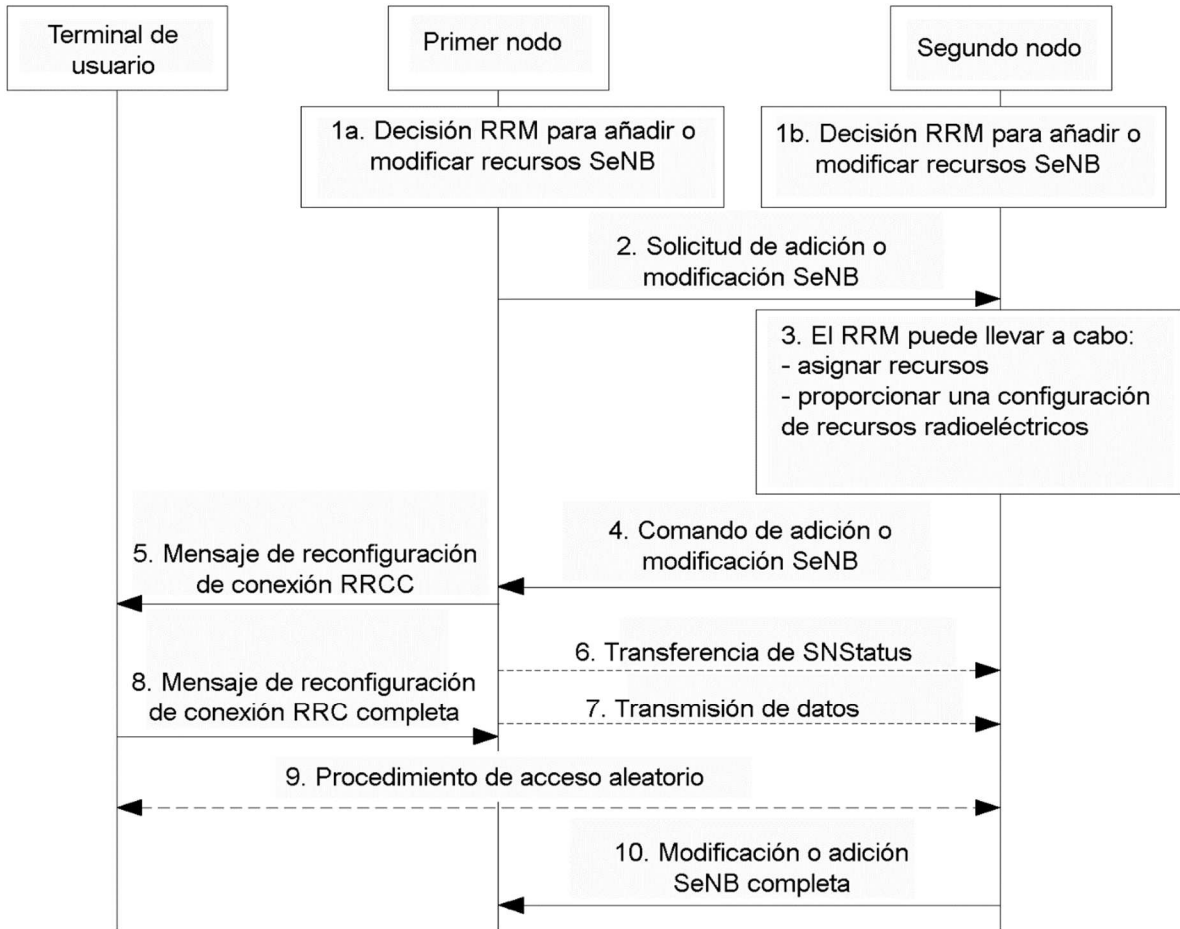 Terminal de
usuario
Primer nodo
Segundo nodo
1a. Decisión RRM para añadir o
modificar recursos SeNB
1b. Decisión RRM para añadir o
modificar recursos SeNB
2. Solicitud de adición o
modificación SeNB
3. El RRM puede llevar a cabo:
- asignar recursos
- proporcionar una configuración
de recursos radioeléctricos
4. Comando de adición o
modificación SeNB
5. Mensaje de reconfiguración
de conexión RRCC
6. Transferencia de SNStatus
8. Mensaje de reconfiguración
de conexión RRC completa
7. Transmisión de datos
9. Procedimiento de acceso aleatorio
10. Modificación o adición
SeNB completa